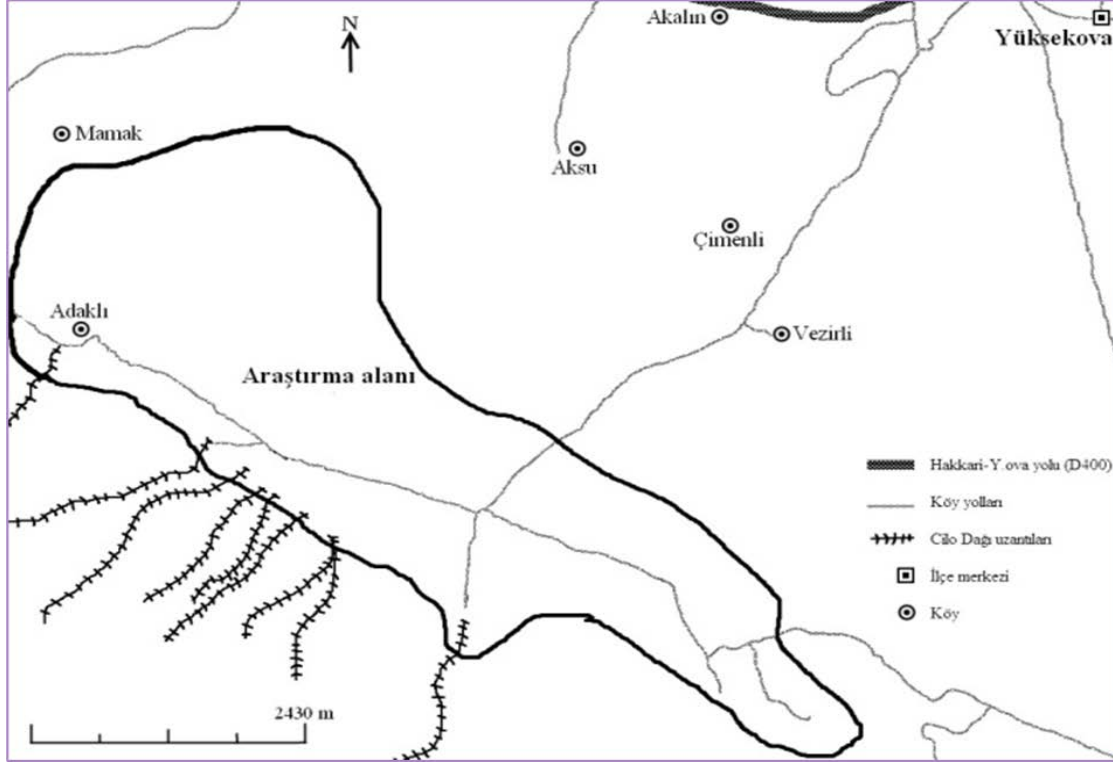 Akalın
Yüksekova
N
Mamak
Aksu
Çimenli
Adaklı
Vezirli
Araştırma alanı
Hakkari-Y.ova yolu (D400)
Köy yolları
Cilo Dağı uzantıları
İlçe merkezi
Köy
2430 m